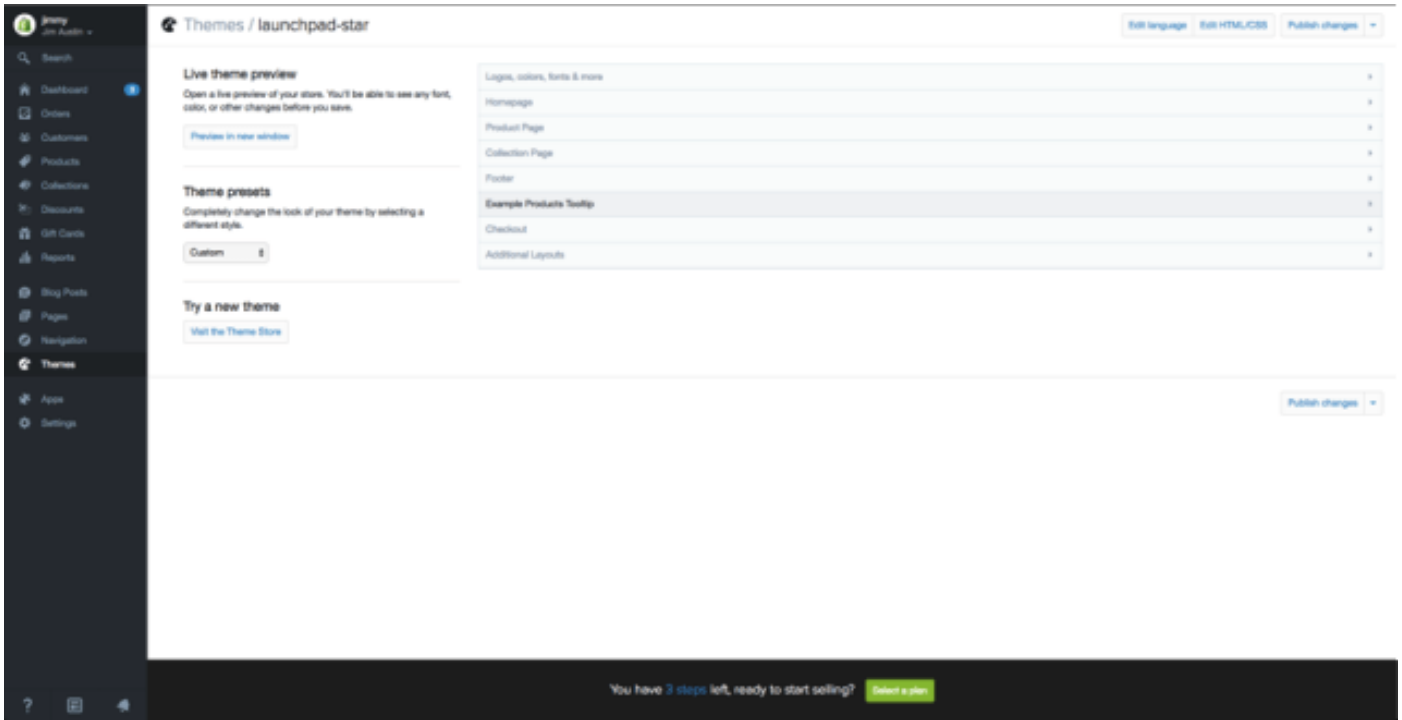 jimmy
Jim Austin
Search
Dashboard
Orders
Customers
Products
Collections
Discounts
Gift Cards
Reports
Blog Posts
Pages
Navigation
Themes
Apps
Settings
?
Themes / launchpad-star
Edit language Edit HTML/CSS Publish changes
Live theme preview
Open a live preview of your store. You'll be able to see any font,
color, or other changes before you save.
Preview in new window
Theme presets
Completely change the look of your theme by selecting a
different style.
Custom
Try a new theme
Visit the Theme Store
Logos, colors, fonts & more
Homepage
Product Page
Collection Page
Footer
Example Products Tooltip
Checkout
Additional Layouts
Publish changes
You have 3 steps left, ready to start selling? Select a plan